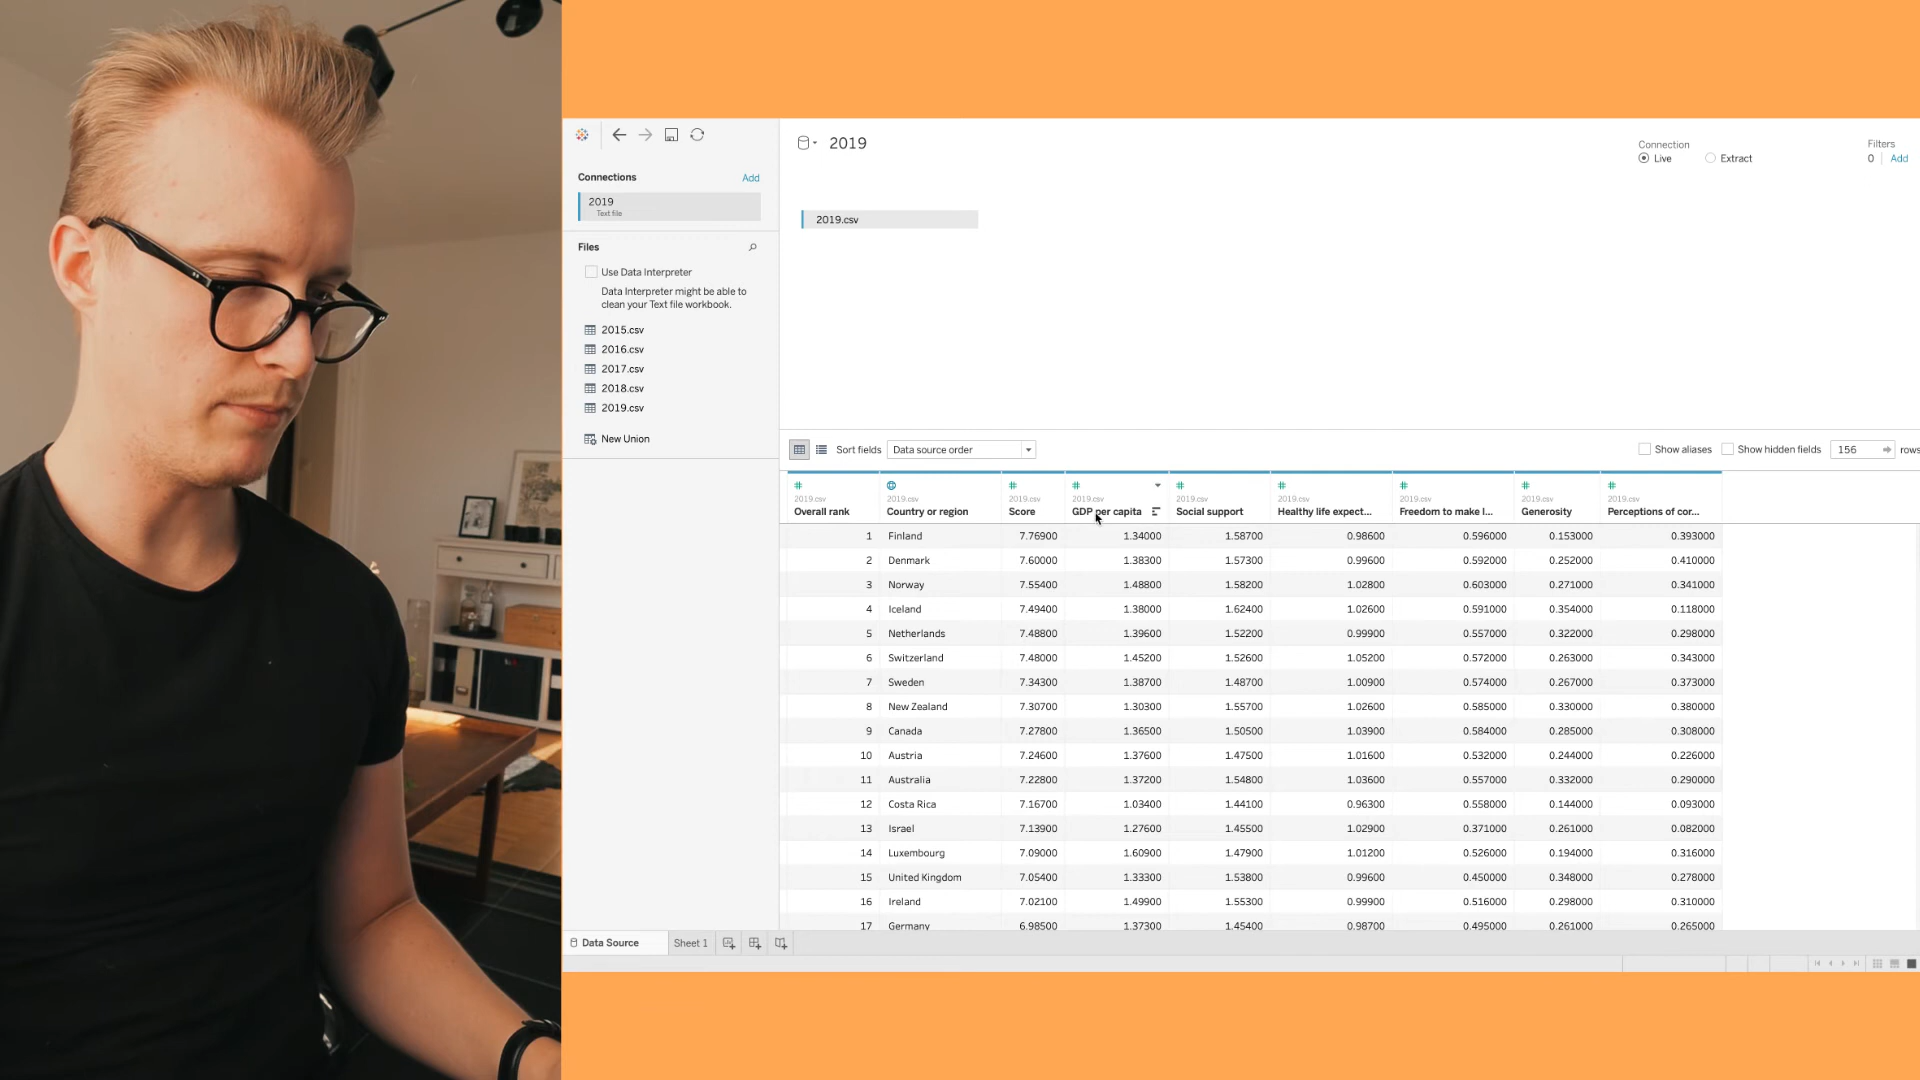 2019
Connection
Live
Extract
Filters
0
Add
Connections
Add
2019
Text file
Files
Use Data Interpreter
Data Interpreter might be able to
clean your Text file workbook.
2015.csv
2016.csv
2017.csv
2018.csv
2019.csv
New Union
2019.csv
Sort fields Data source order Show aliases Show hidden fields 156 rows
2019.csv 2019.csv 2019.csv 2019.csv 2019.csv 2019.csv 2019.csv 2019.csv 2019.csv
Overall rank Country or region Score GDP per capita Social support Healthy life expect... Freedom to make l... Generosity Perceptions of cor...
1 Finland 7.76900 1.34000 1.58700 0.98600 0.596000 0.153000 0.393000
2 Denmark 7.60000 1.38300 1.57300 0.99600 0.592000 0.252000 0.410000
3 Norway 7.55400 1.48800 1.58200 1.02800 0.603000 0.271000 0.341000
4 Iceland 7.49400 1.38000 1.62400 1.02600 0.591000 0.354000 0.118000
5 Netherlands 7.48800 1.39600 1.52200 0.99900 0.557000 0.322000 0.298000
6 Switzerland 7.48000 1.45200 1.52600 1.05200 0.572000 0.263000 0.343000
7 Sweden 7.34300 1.38700 1.48700 1.00900 0.574000 0.267000 0.373000
8 New Zealand 7.30700 1.30300 1.55700 1.02600 0.585000 0.330000 0.380000
9 Canada 7.27800 1.36500 1.50500 1.03900 0.584000 0.285000 0.308000
10 Austria 7.24600 1.37600 1.47500 1.01600 0.532000 0.244000 0.226000
11 Australia 7.22800 1.37200 1.54800 1.03600 0.557000 0.332000 0.290000
12 Costa Rica 7.16700 1.03400 1.44100 0.96300 0.558000 0.144000 0.093000
13 Israel 7.13900 1.27600 1.45500 1.02900 0.371000 0.261000 0.082000
14 Luxembourg 7.09000 1.60900 1.47900 1.01200 0.526000 0.194000 0.316000
15 United Kingdom 7.05400 1.33300 1.53800 0.99600 0.450000 0.348000 0.278000
16 Ireland 7.02100 1.49900 1.55300 0.99900 0.516000 0.298000 0.310000
17 Germany 6.98500 1.37300 1.45400 0.98700 0.495000 0.261000 0.265000
Data Source Sheet 1